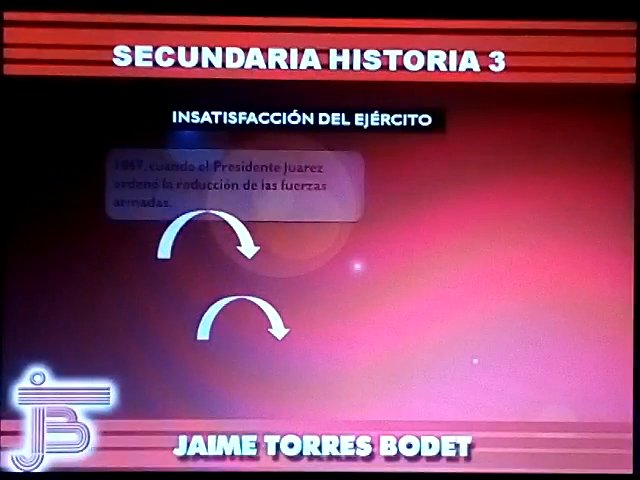 SECUNDARIA HISTORIA 3
INSATISFACCIÓN DEL EJÉRCITO
1867, cuando el Presidente Juarez
ordenó la reducción de las fuerzas
armadas.
JB
JAIME TORRES BODET